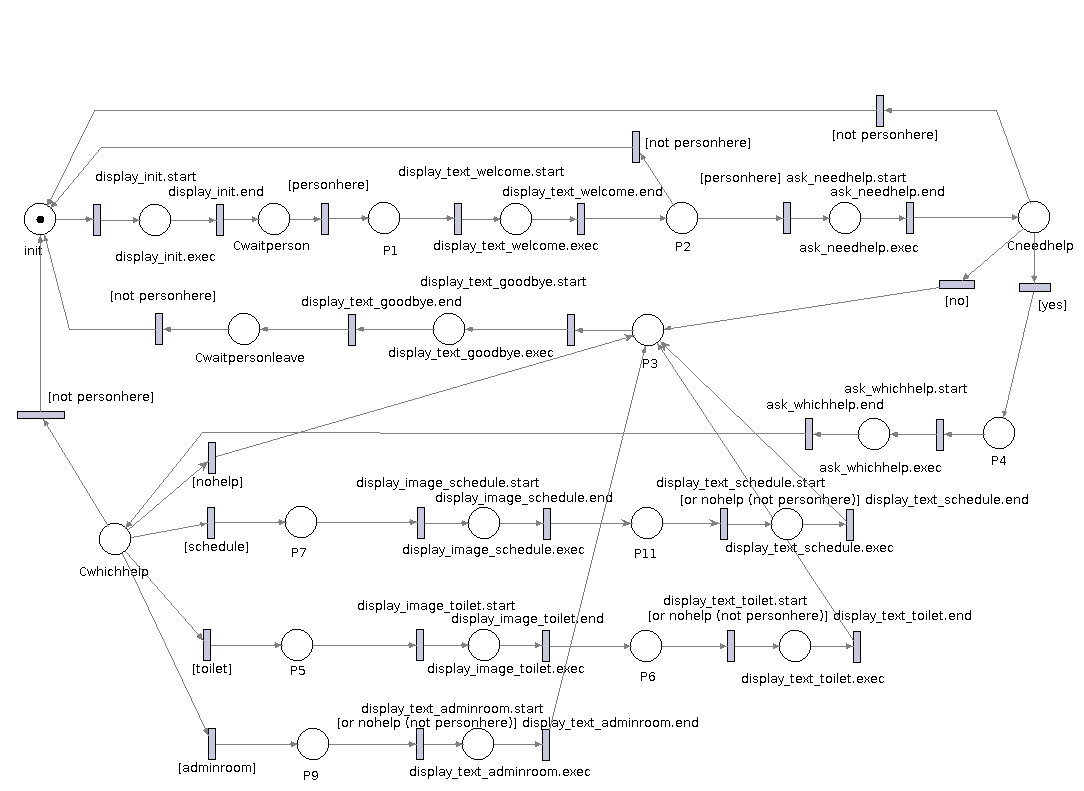 [not personhere]
[not personhere]
display_text_welcome.start
display_init.start
[personhere] ask_needhelp.start
[personhere]
display_init.end
display_text_welcome.end
ask_needhelp.end
init
display_init.exec
Cwaitperson
P1
display_text_welcome.exec
P2
ask_needhelp.exec
Cneedhelp
display_text_goodbye.start
[not personhere]
display_text_goodbye.end
[no]
[yes]
Cwaitpersonleave
display_text_goodbye.exec
P3
[not personhere]
ask_whichhelp.start
ask_whichhelp.end
ask_whichhelp.exec
P4
[nohelp]
display_image_schedule.start
display_text_schedule.start
display_image_schedule.end
[or nohelp (not personhere)] display_text_schedule.end
[schedule]
P7
display_image_schedule.exec
P11
display_text_schedule.exec
Cwhichhelp
display_image_toilet.start
display_text_toilet.start
display_image_toilet.end
[or nohelp (not personhere)] display_text_toilet.end
[toilet]
P5
display_image_toilet.exec
P6
display_text_toilet.exec
display_text_adminroom.start
[or nohelp (not personhere)] display_text_adminroom.end
[adminroom]
P9
display_text_adminroom.exec